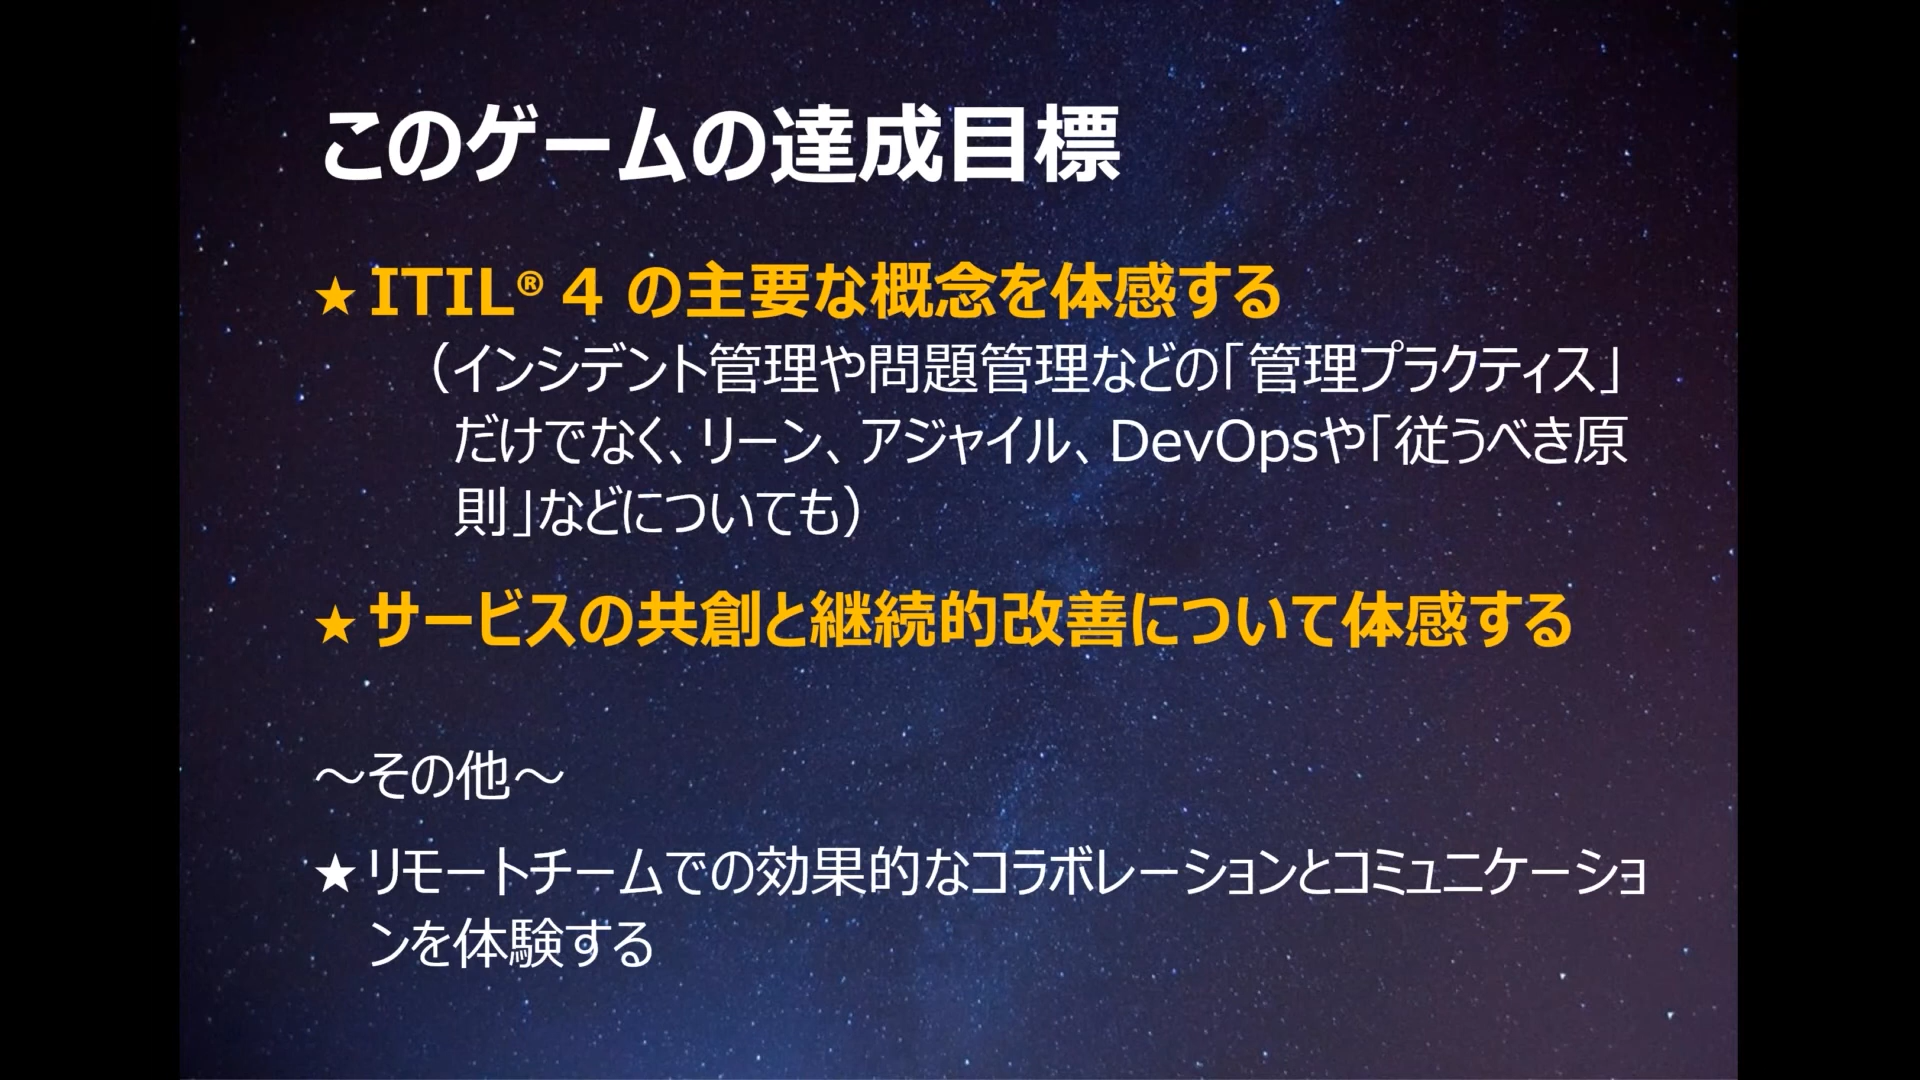 このゲームの達成目標
★ITIL® 4 の主要な概念を体感する
（インシデント管理や問題管理などの「管理プラクティス」
だけでなく、リーン、アジャイル、DevOpsや「従うべき原
則」などについても）
★サービスの共創と継続的改善について体感する
～その他～
★リモートチームでの効果的なコラボレーションとコミュニケーショ
ンを体験する